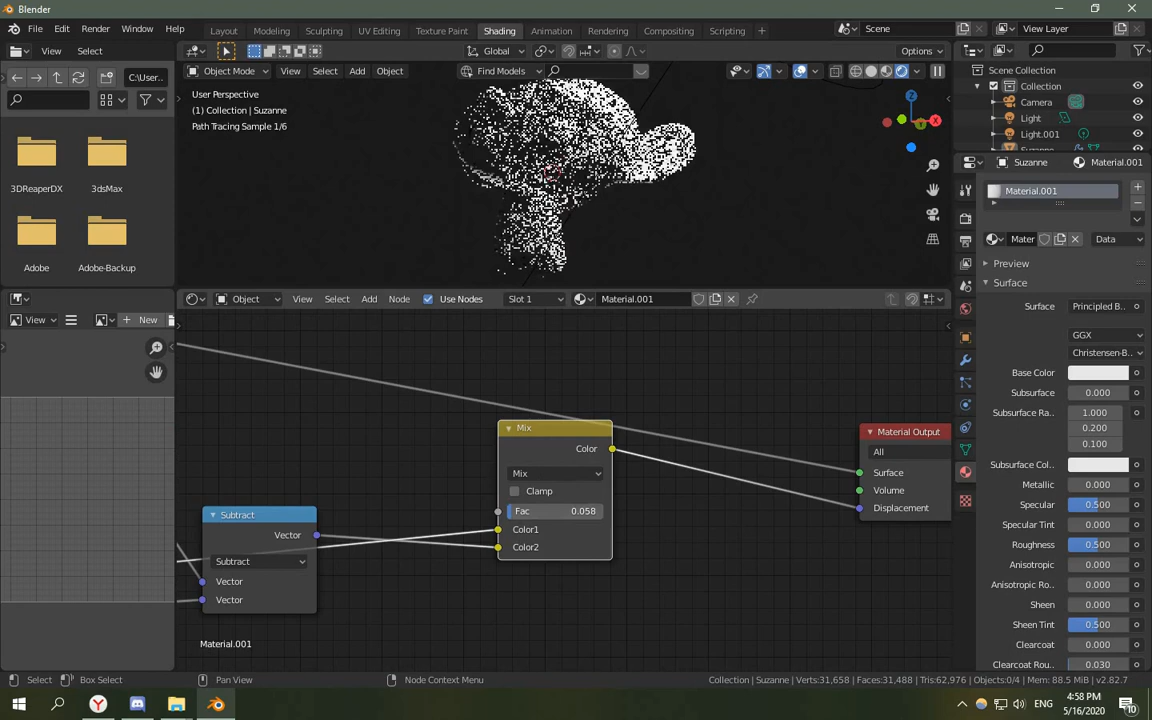 Blender
File Edit Render Window Help Layout Modeling Sculpting UV Editing Texture Paint Shading Animation Rendering Compositing Scripting Scene View Layer
View Select Global Options
Object Mode View Select Add Object Find Models
C:\User..
User Perspective
(1) Collection | Suzanne
Path Tracing Sample 1/6
3DReaperDX 3dsMax
Adobe Adobe-Backup
Scene Collection
Collection
Camera
Light
Light.001
Suzanne
Suzanne Material.001
Material.001
Mater Data
Preview
Surface
Surface Principled B..
GGX
Christensen-B..
Base Color
Subsurface 0.000
Subsurface Ra.. 1.000
0.200
0.100
Subsurface Col..
Metallic 0.000
Specular 0.500
Specular Tint 0.000
Roughness 0.500
Anisotropic 0.000
Anisotropic Ro.. 0.000
Sheen 0.000
Sheen Tint 0.500
Clearcoat 0.000
Clearcoat Rou.. 0.030
Object View Select Add Node Use Nodes Slot 1 Material.001
View New
Mix
Color
Mix
Clamp
Fac 0.058
Color1
Color2
Subtract
Vector
Subtract
Vector
Vector
Material Output
All
Surface
Volume
Displacement
Material.001
Select Box Select Pan View Node Context Menu Collection | Suzanne | Verts:31,658 | Faces:31,488 | Tris:62,976 | Objects:0/4 | Mem: 88.5 MiB | v2.82.7
ENG
4:58 PM
5/16/2020
10